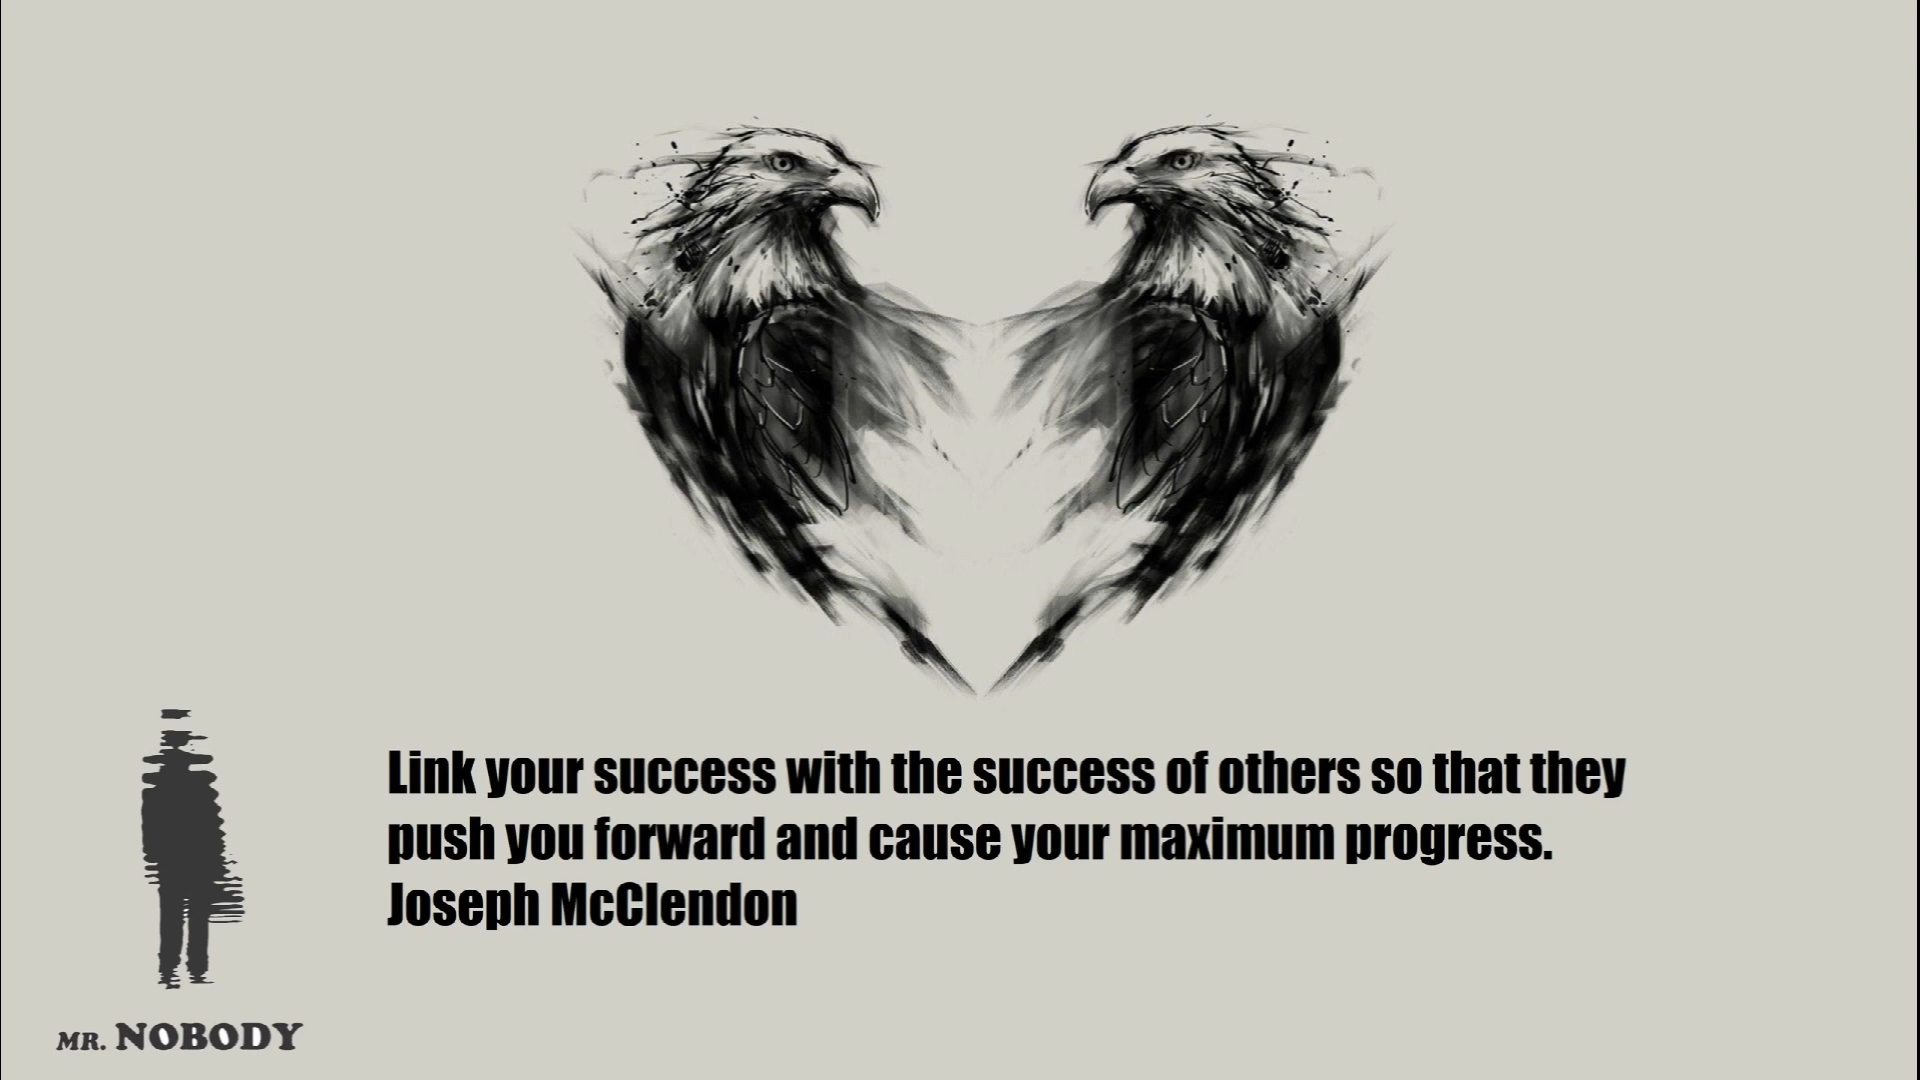 Link your success with the success of others so that they
push you forward and cause your maximum progress.
Joseph McClendon
MR. NOBODY